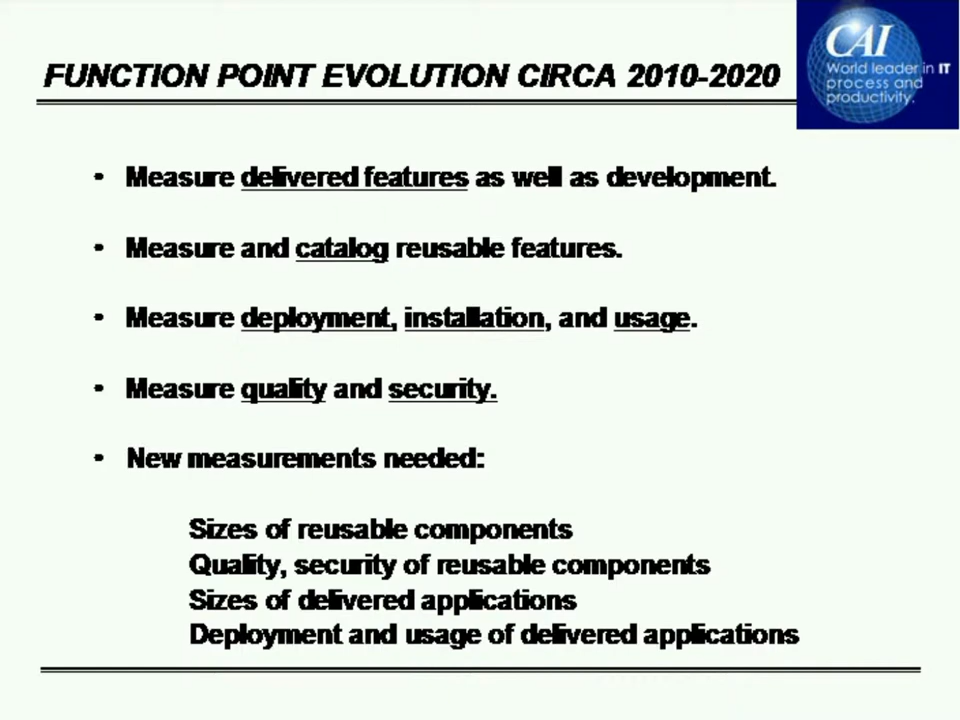 FUNCTION POINT EVOLUTION CIRCA 2010-2020
CAI
World leader in IT
process and
productivity.
• Measure delivered features as well as development.
• Measure and catalog reusable features.
• Measure deployment, installation, and usage.
• Measure quality and security.
• New measurements needed:
Sizes of reusable components
Quality, security of reusable components
Sizes of delivered applications
Deployment and usage of delivered applications